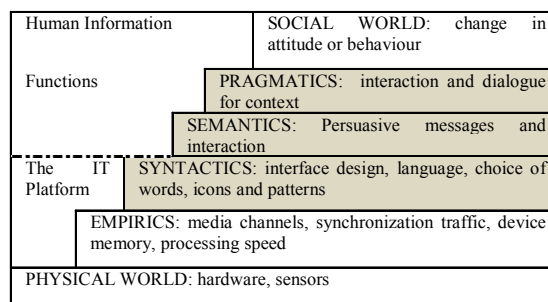 Human Information
SOCIAL WORLD: change in
attitude or behaviour
Functions
PRAGMATICS: interaction and dialogue
for context
SEMANTICS: Persuasive messages and
interaction
The IT
Platform
SYNTACTICS: interface design, language, choice of
words, icons and patterns
EMPIRICS: media channels, synchronization traffic, device
memory, processing speed
PHYSICAL WORLD: hardware, sensors